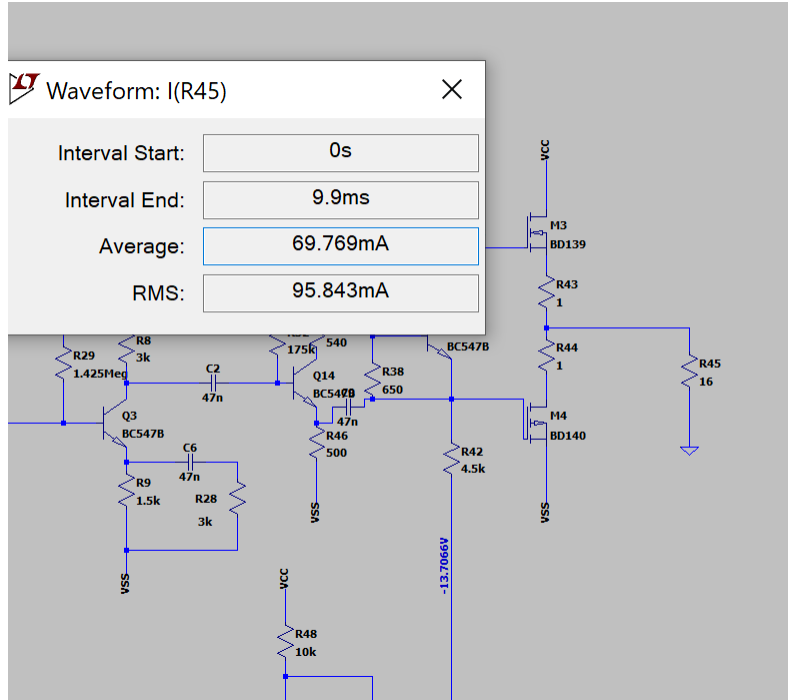 LT
Waveform: I(R45)
Interval Start:
0s
Interval End:
9.9ms
Average:
69.769mA
RMS:
95.843mA
VCC
M3
BD139
R43
1
R44
1
R45
16
M4
BD140
VSS
R29
1.425Meg
R8
3k
C2
47n
175k
540
Q14
BC547B
47n
R46
500
VSS
R38
650
BC547B
R42
4.5k
-13.7066V
Q3
BC547B
C6
47n
R9
1.5k
R28
3k
VSS
VCC
R48
10k